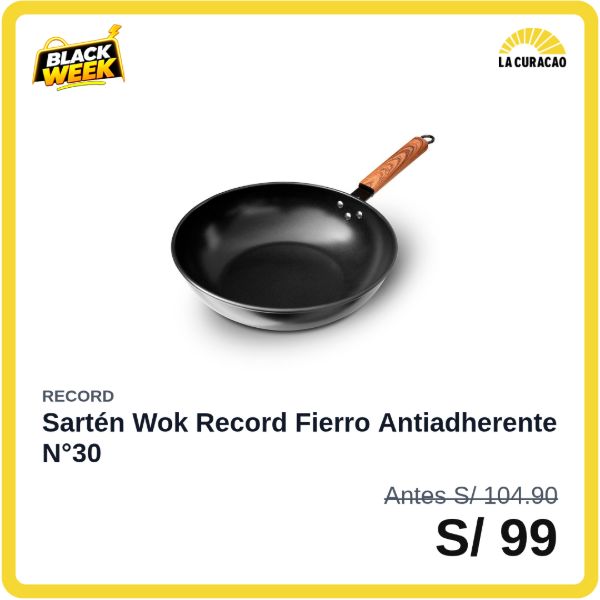 BLACK
WEEK
LA CURACAO
RECORD
Sartén Wok Record Fierro Antiadherente
N°30
Antes S/ 104.90
S/ 99